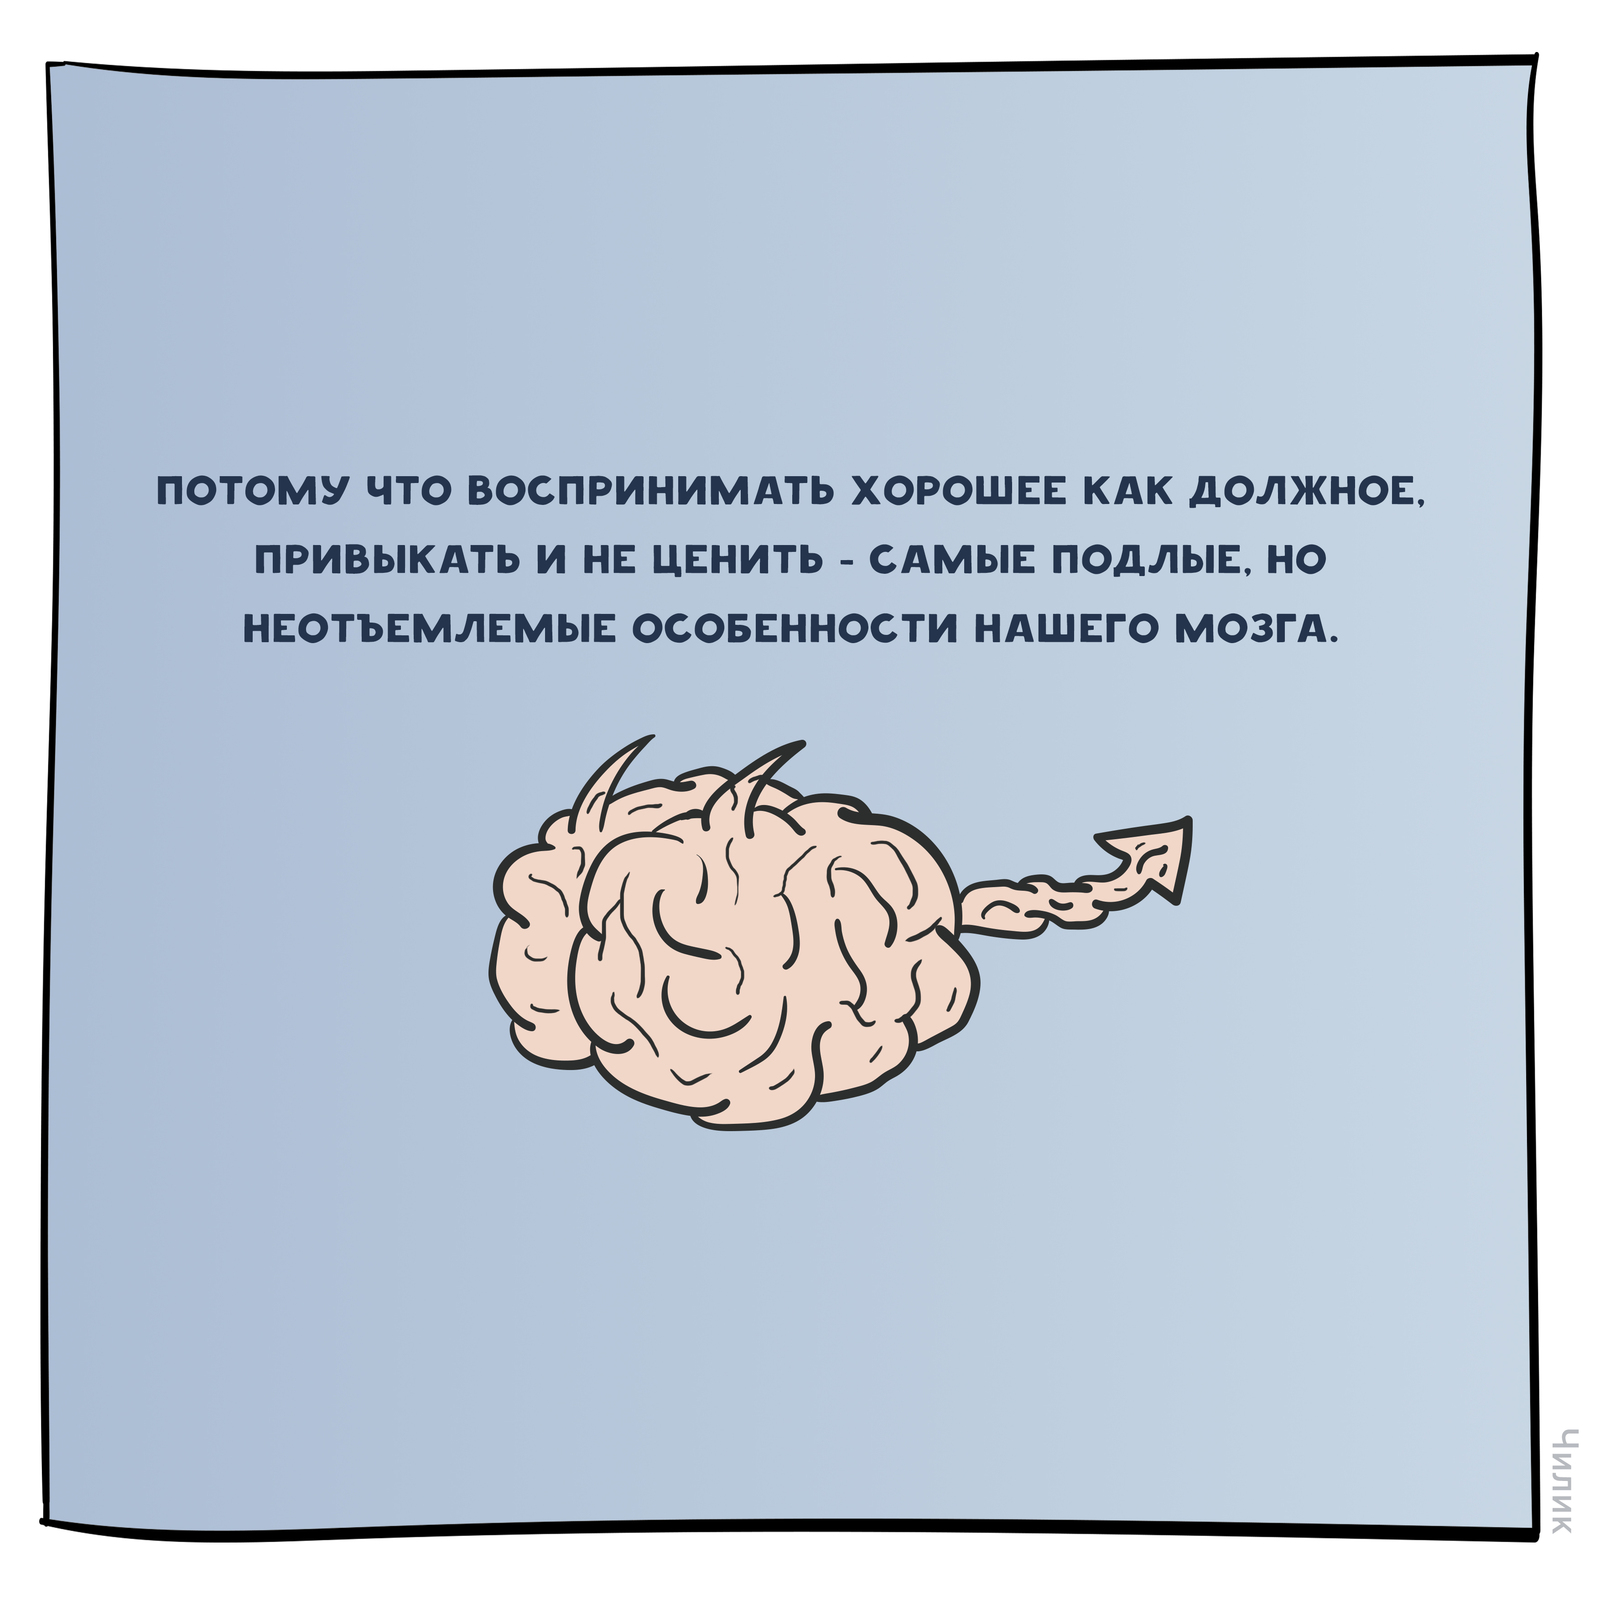 ПОТОМУ ЧТО ВОСПРИНИМАТЬ ХОРОШЕЕ КАК ДОЛЖНОЕ,
ПРИВЫКАТЬ И НЕ ЦЕНИТЬ - САМЫЕ ПОДЛЫЕ, НО
НЕОТЪЕМЛЕМЫЕ ОСОБЕННОСТИ НАШЕГО МОЗГА.
Чилик